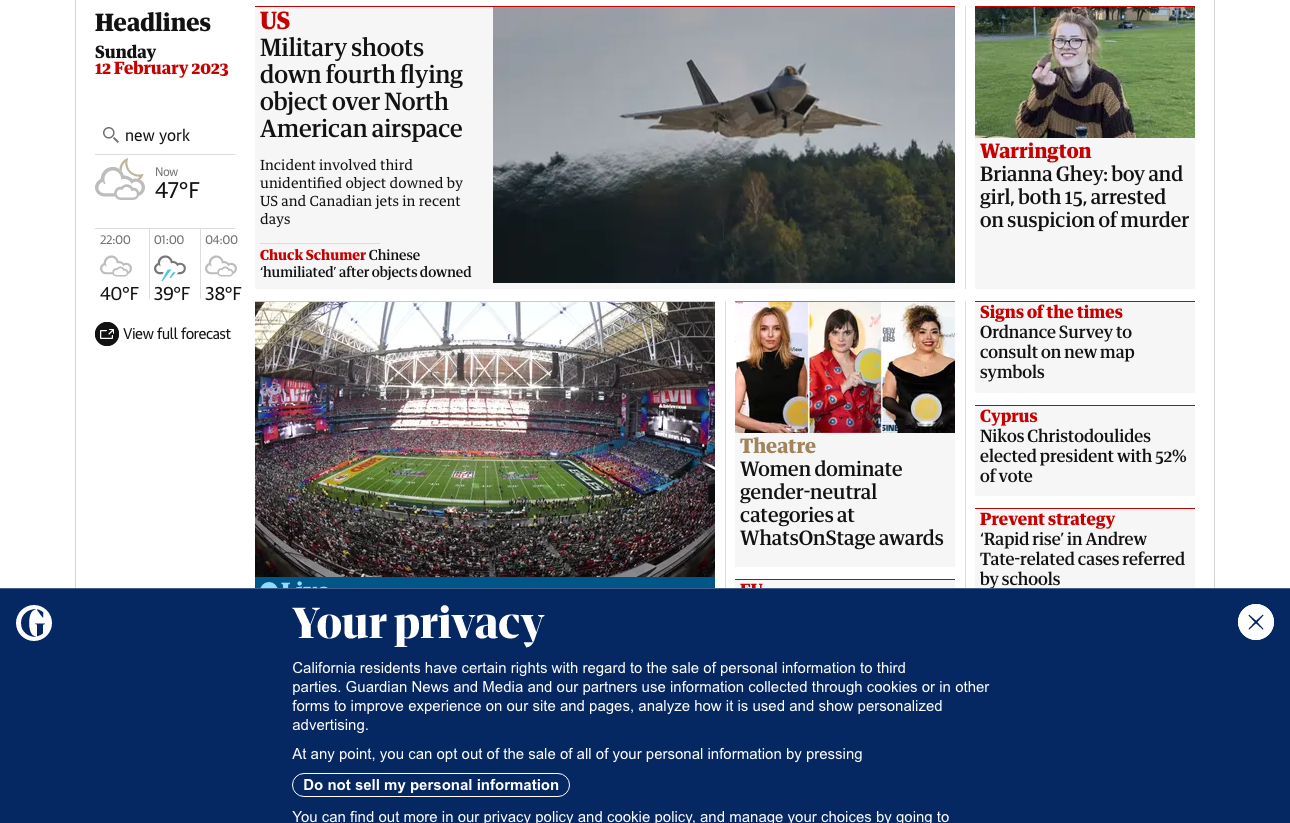 Headlines
Sunday
12 February 2023
new york
Now
47°F
22:00
01:00
04:00
40°F
39°F
38°F
View full forecast
US
Military shoots
down fourth flying
object over North
American airspace
Incident involved third
unidentified object downed by
US and Canadian jets in recent
days
Chuck Schumer Chinese
‘humiliated’ after objects downed
Warrington
Brianna Ghey: boy and
girl, both 15, arrested
on suspicion of murder
Theatre
Women dominate
gender-neutral
categories at
WhatsOnStage awards
Signs of the times
Ordnance Survey to
consult on new map
symbols
Cyprus
Nikos Christodoulides
elected president with 52%
of vote
Prevent strategy
‘Rapid rise’ in Andrew
Tate-related cases referred
by schools
Live
EU
G
Your privacy
California residents have certain rights with regard to the sale of personal information to third
parties. Guardian News and Media and our partners use information collected through cookies or in other
forms to improve experience on our site and pages, analyze how it is used and show personalized
advertising.
At any point, you can opt out of the sale of all of your personal information by pressing
Do not sell my personal information
You can find out more in our privacy policy and cookie policy, and manage your choices by going to